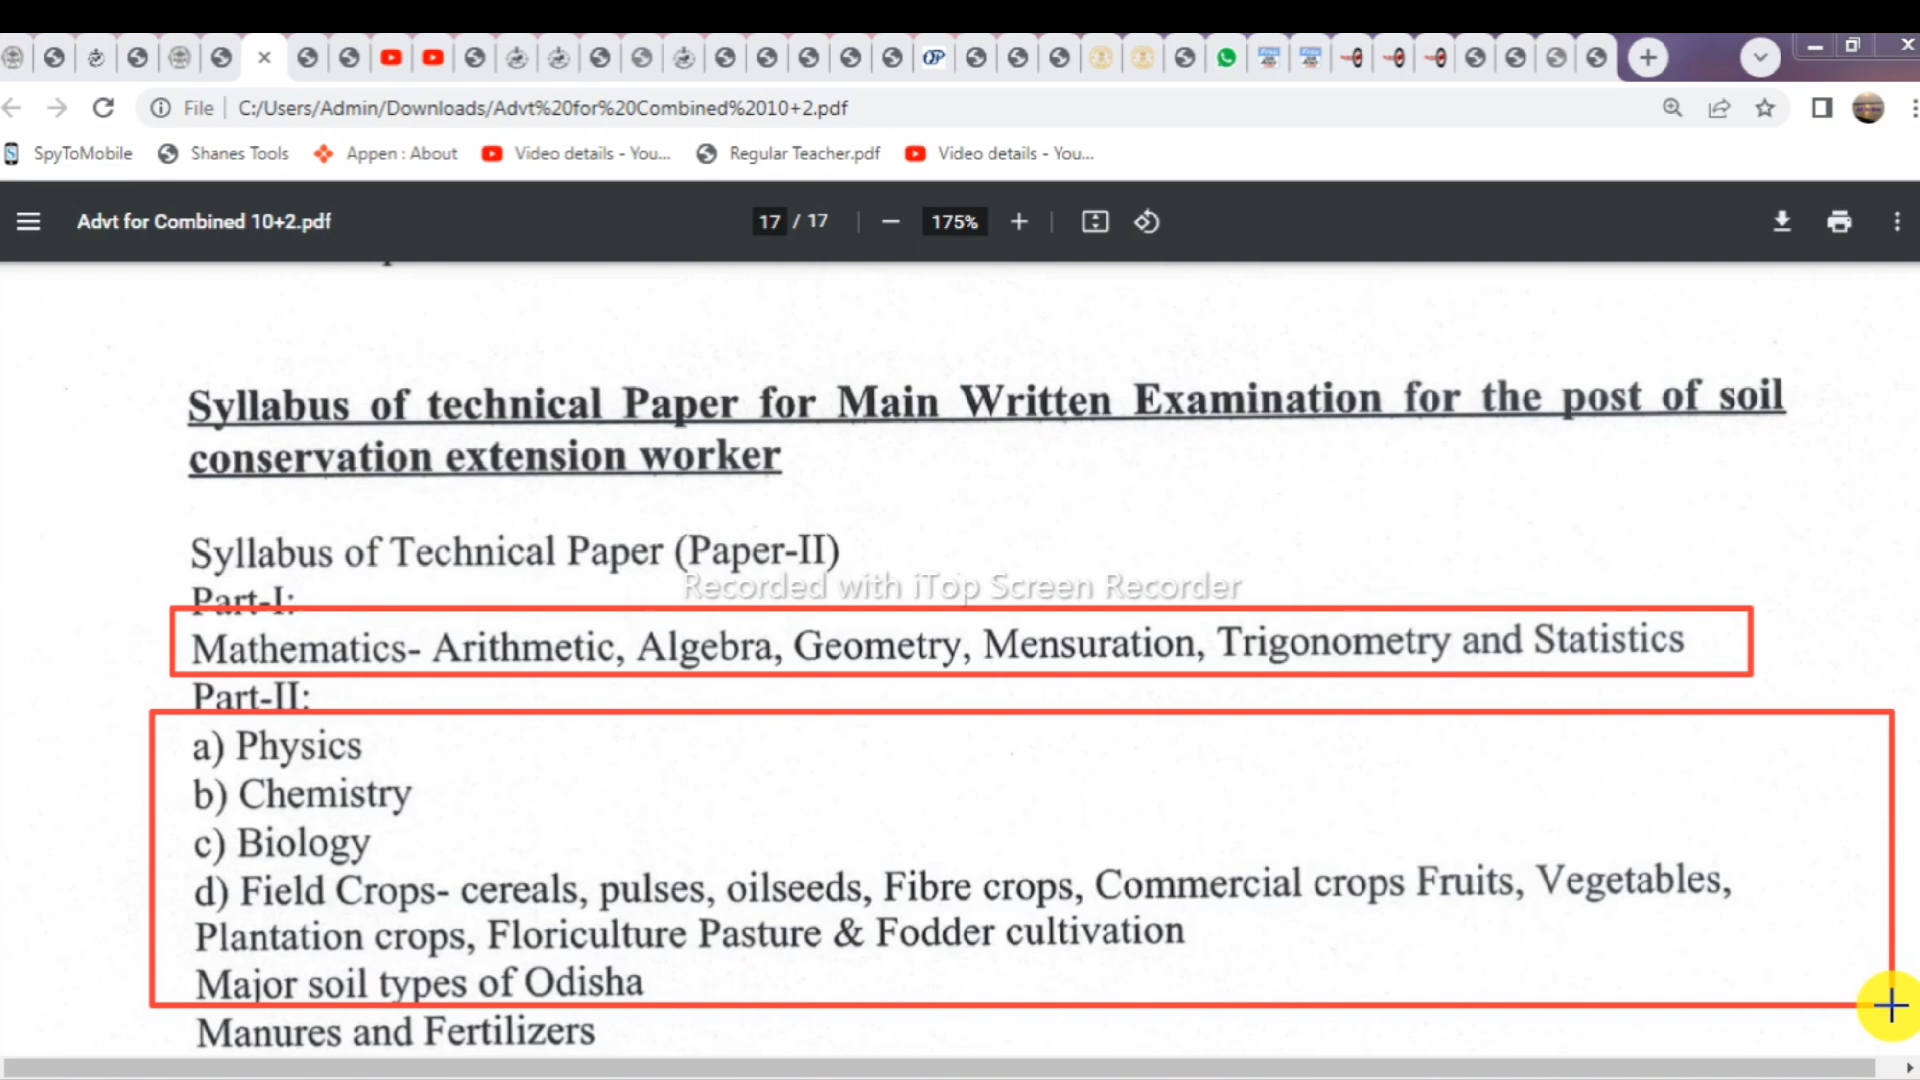 File | C:/Users/Admin/Downloads/Advt%20for%20Combined%2010+2.pdf
SpyToMobile Shanes Tools Appen : About Video details - You... Regular Teacher.pdf Video details - You...
Advt for Combined 10+2.pdf 17 / 17 175%
Syllabus of technical Paper for Main Written Examination for the post of soil
conservation extension worker
Syllabus of Technical Paper (Paper-II)
Recorded with iTop Screen Recorder
Part-I:
Mathematics- Arithmetic, Algebra, Geometry, Mensuration, Trigonometry and Statistics
Part-II:
a) Physics
b) Chemistry
c) Biology
d) Field Crops- cereals, pulses, oilseeds, Fibre crops, Commercial crops Fruits, Vegetables,
Plantation crops, Floriculture Pasture & Fodder cultivation
Major soil types of Odisha
Manures and Fertilizers